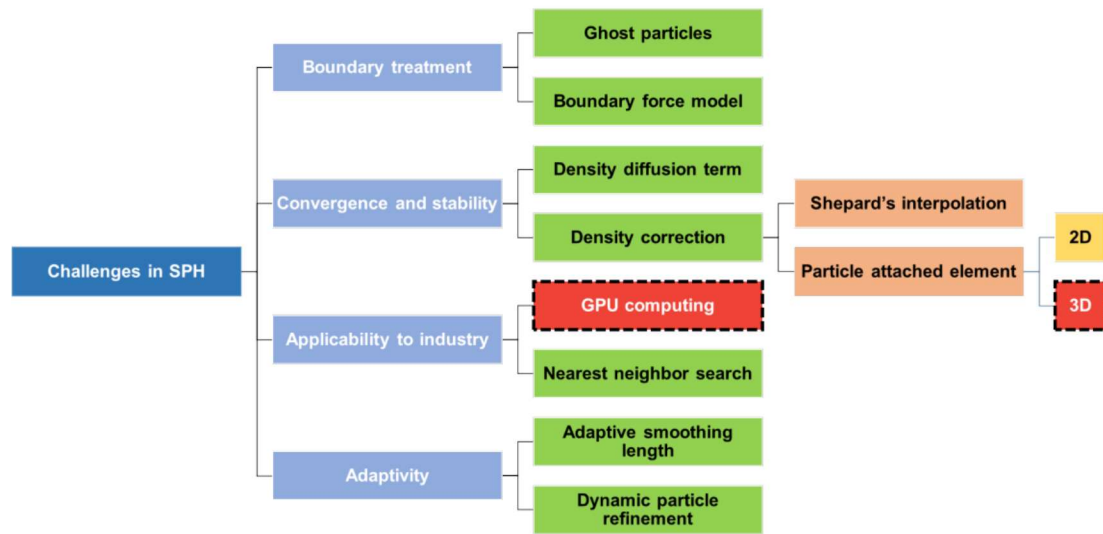 Challenges in SPH
Boundary treatment
Ghost particles
Boundary force model
Convergence and stability
Density diffusion term
Density correction
Shepard's interpolation
Particle attached element
2D
3D
Applicability to industry
GPU computing
Nearest neighbor search
Adaptivity
Adaptive smoothing
length
Dynamic particle
refinement